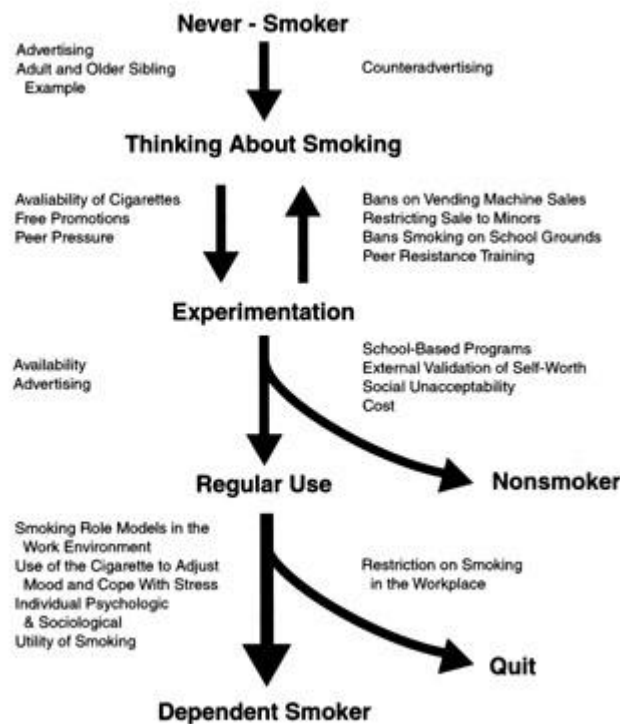 Never - Smoker
Advertising
Adult and Older Sibling
Example
Counteradvertising
Thinking About Smoking
Avaliability of Cigarettes
Free Promotions
Peer Pressure
Bans on Vending Machine Sales
Restricting Sale to Minors
Bans Smoking on School Grounds
Peer Resistance Training
Experimentation
Availability
Advertising
School-Based Programs
External Validation of Self-Worth
Social Unacceptability
Cost
Nonsmoker
Regular Use
Smoking Role Models in the
Work Environment
Use of the Cigarette to Adjust
Mood and Cope With Stress
Individual Psychologic
& Sociological
Utility of Smoking
Restriction on Smoking
in the Workplace
Quit
Dependent Smoker